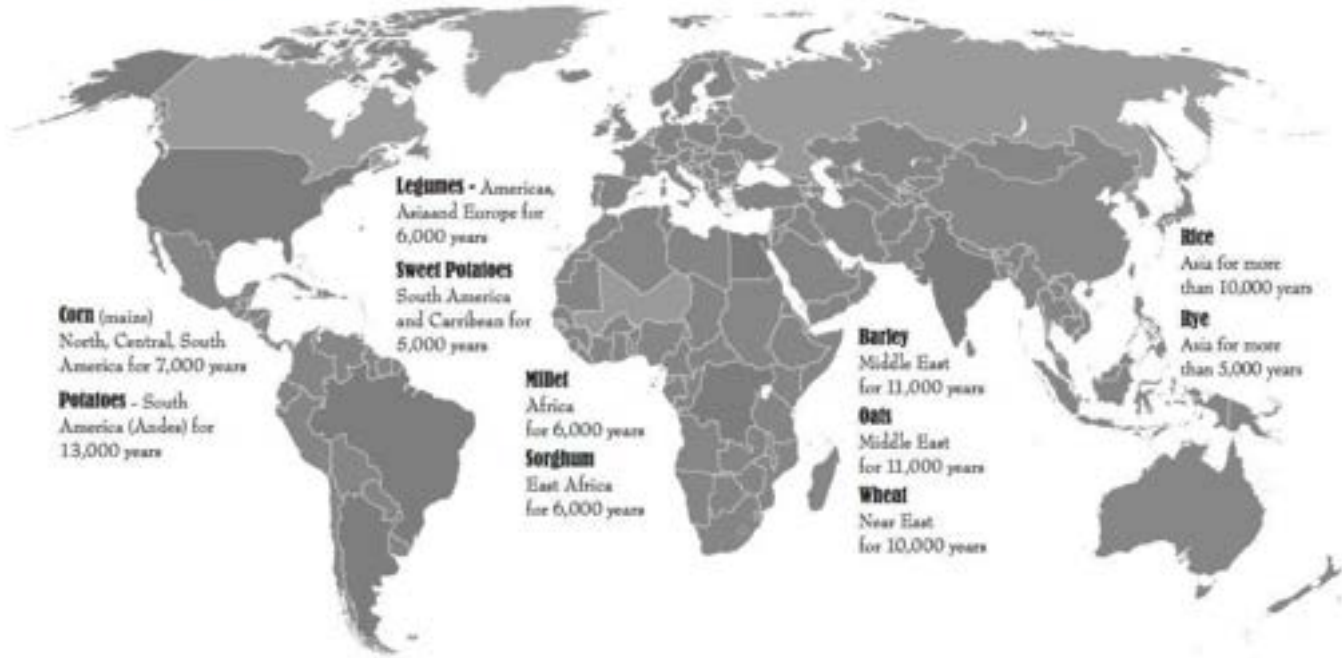 Legumes - Americas,
Asiaand Europe for
6,000 years
Sweet Potatoes
South America
and Carribean for
5,000 years
Corn (maize)
North, Central, South
America for 7,000 years
Potatoes - South
America (Andes) for
13,000 years
Millet
Africa
for 6,000 years
Sorghum
East Africa
for 6,000 years
Barley
Middle East
for 11,000 years
Oats
Middle East
for 11,000 years
Wheat
Near East
for 10,000 years
Rice
Asia for more
than 10,000 years
Rye
Asia for more
than 5,000 years